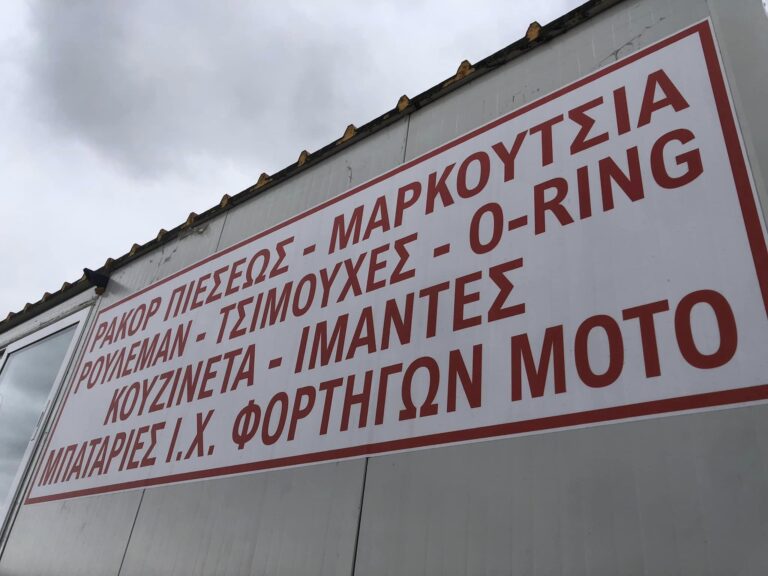 ΡΑΚΟΡ ΠΙΕΣΕΩΣ - ΜΑΡΚΟΥΤΣΙΑ
ΡΟΥΛΕΜΑΝ - ΤΣΙΜΟΥΧΕΣ - O-RING
ΚΟΥΖΙΝΕΤΑ - ΙΜΑΝΤΕΣ
ΜΠΑΤΑΡΙΕΣ Ι.Χ. ΦΟΡΤΗΓΩΝ ΜΟΤΟ